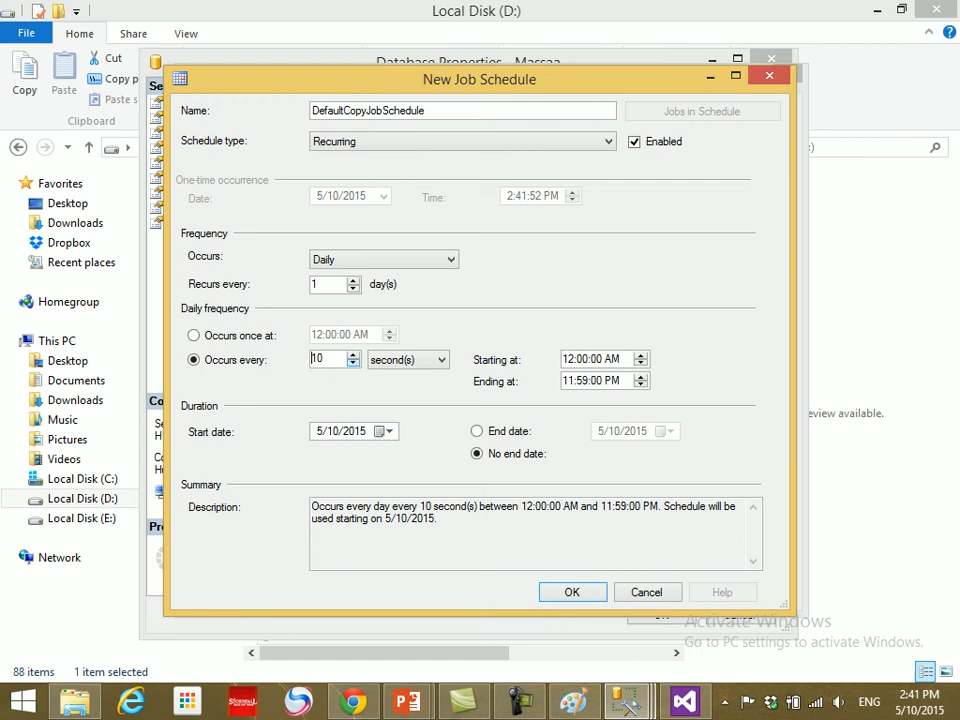 Local Disk (D:)
File Home Share View
Copy
Paste
Cut
Copy p
Paste s
Clipboard
Database Properties - Massaa
New Job Schedule
Name: DefaultCopyJobSchedule Jobs in Schedule
Schedule type: Recurring Enabled
One-time occurrence
Date: 5/10/2015 Time: 2:41:52 PM
Frequency
Occurs: Daily
Recurs every: 1 day(s)
Daily frequency
Occurs once at: 12:00:00 AM
Occurs every: 10 second(s) Starting at: 12:00:00 AM
Ending at: 11:59:00 PM
Duration
Start date: 5/10/2015 End date: 5/10/2015
No end date:
Summary
Description: Occurs every day every 10 second(s) between 12:00:00 AM and 11:59:00 PM. Schedule will be
used starting on 5/10/2015.
OK Cancel Help
Favorites
Desktop
Downloads
Dropbox
Recent places
Homegroup
This PC
Desktop
Documents
Downloads
Music
Pictures
Videos
Local Disk (C:)
Local Disk (D:)
Local Disk (E:)
Network
Se
Co
Se
H
Co
H
Pr
:)
eview available.
Activate Windows
Go to PC settings to activate Windows.
88 items 1 item selected
ENG
2:41 PM
5/10/2015